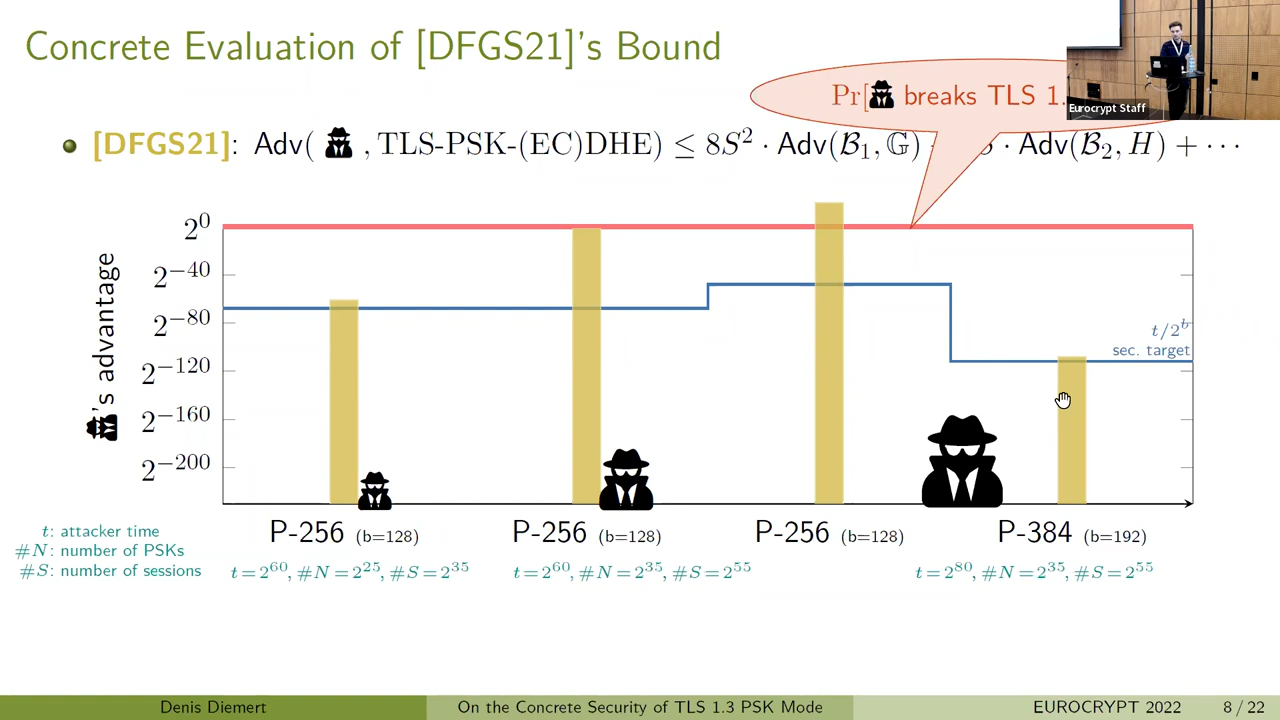 Concrete Evaluation of [DFGS21]'s Bound
Pr[ breaks TLS 1.
Eurocrypt Staff
[DFGS21]: Adv( , TLS-PSK-(EC)DHE) ≤ 8S² · Adv(ℬ₁, 𝔾) · Adv(ℬ₂, H) + ⋯
2⁰
2⁻⁴⁰
2⁻⁸⁰
2⁻¹²⁰
2⁻¹⁶⁰
2⁻²⁰⁰
's advantage
t/2ᵇ
sec. target
P-256 (b=128) P-256 (b=128) P-256 (b=128) P-384 (b=192)
t: attacker time
#N: number of PSKs
#S: number of sessions
t=2⁶⁰, #N=2²⁵, #S=2³⁵ t=2⁶⁰, #N=2³⁵, #S=2⁵⁵ t=2⁸⁰, #N=2³⁵, #S=2⁵⁵
Denis Diemert On the Concrete Security of TLS 1.3 PSK Mode EUROCRYPT 2022 8 / 22